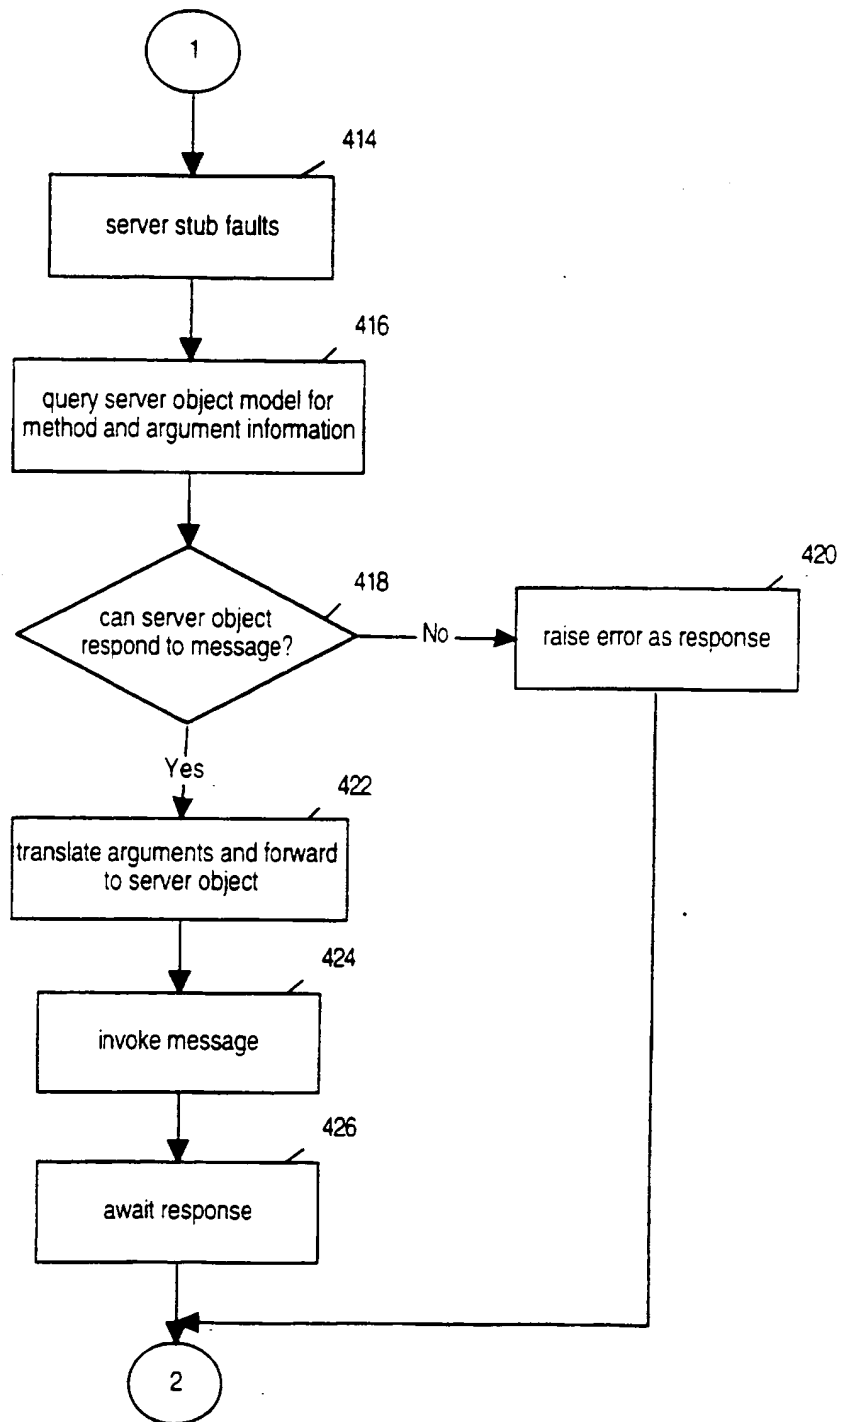 1
414
server stub faults
416
query server object model for
method and argument information
418
can server object
respond to message?
No
420
raise error as response
Yes
422
translate arguments and forward
to server object
424
invoke message
426
await response
2